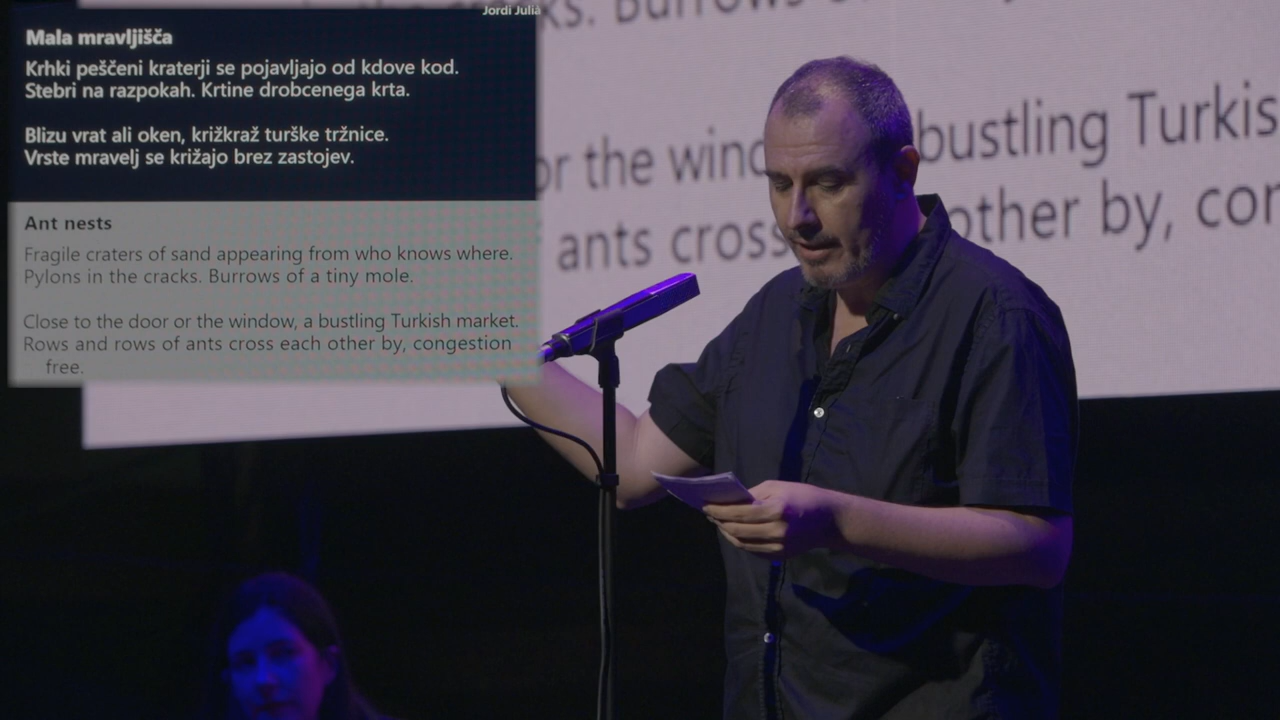 Jordi Julià
Mala mravljišča
Krhki peščeni kraterji se pojavljajo od kdove kod.
Stebri na razpokah. Krtine drobcenega krta.
Blizu vrat ali oken, križkraž turške tržnice.
Vrste mravelj se križajo brez zastojev.
Ant nests
Fragile craters of sand appearing from who knows where.
Pylons in the cracks. Burrows of a tiny mole.
Close to the door or the window, a bustling Turkish market.
Rows and rows of ants cross each other by, congestion
free.
or the wind bustling Turkis
ants cross other by, con